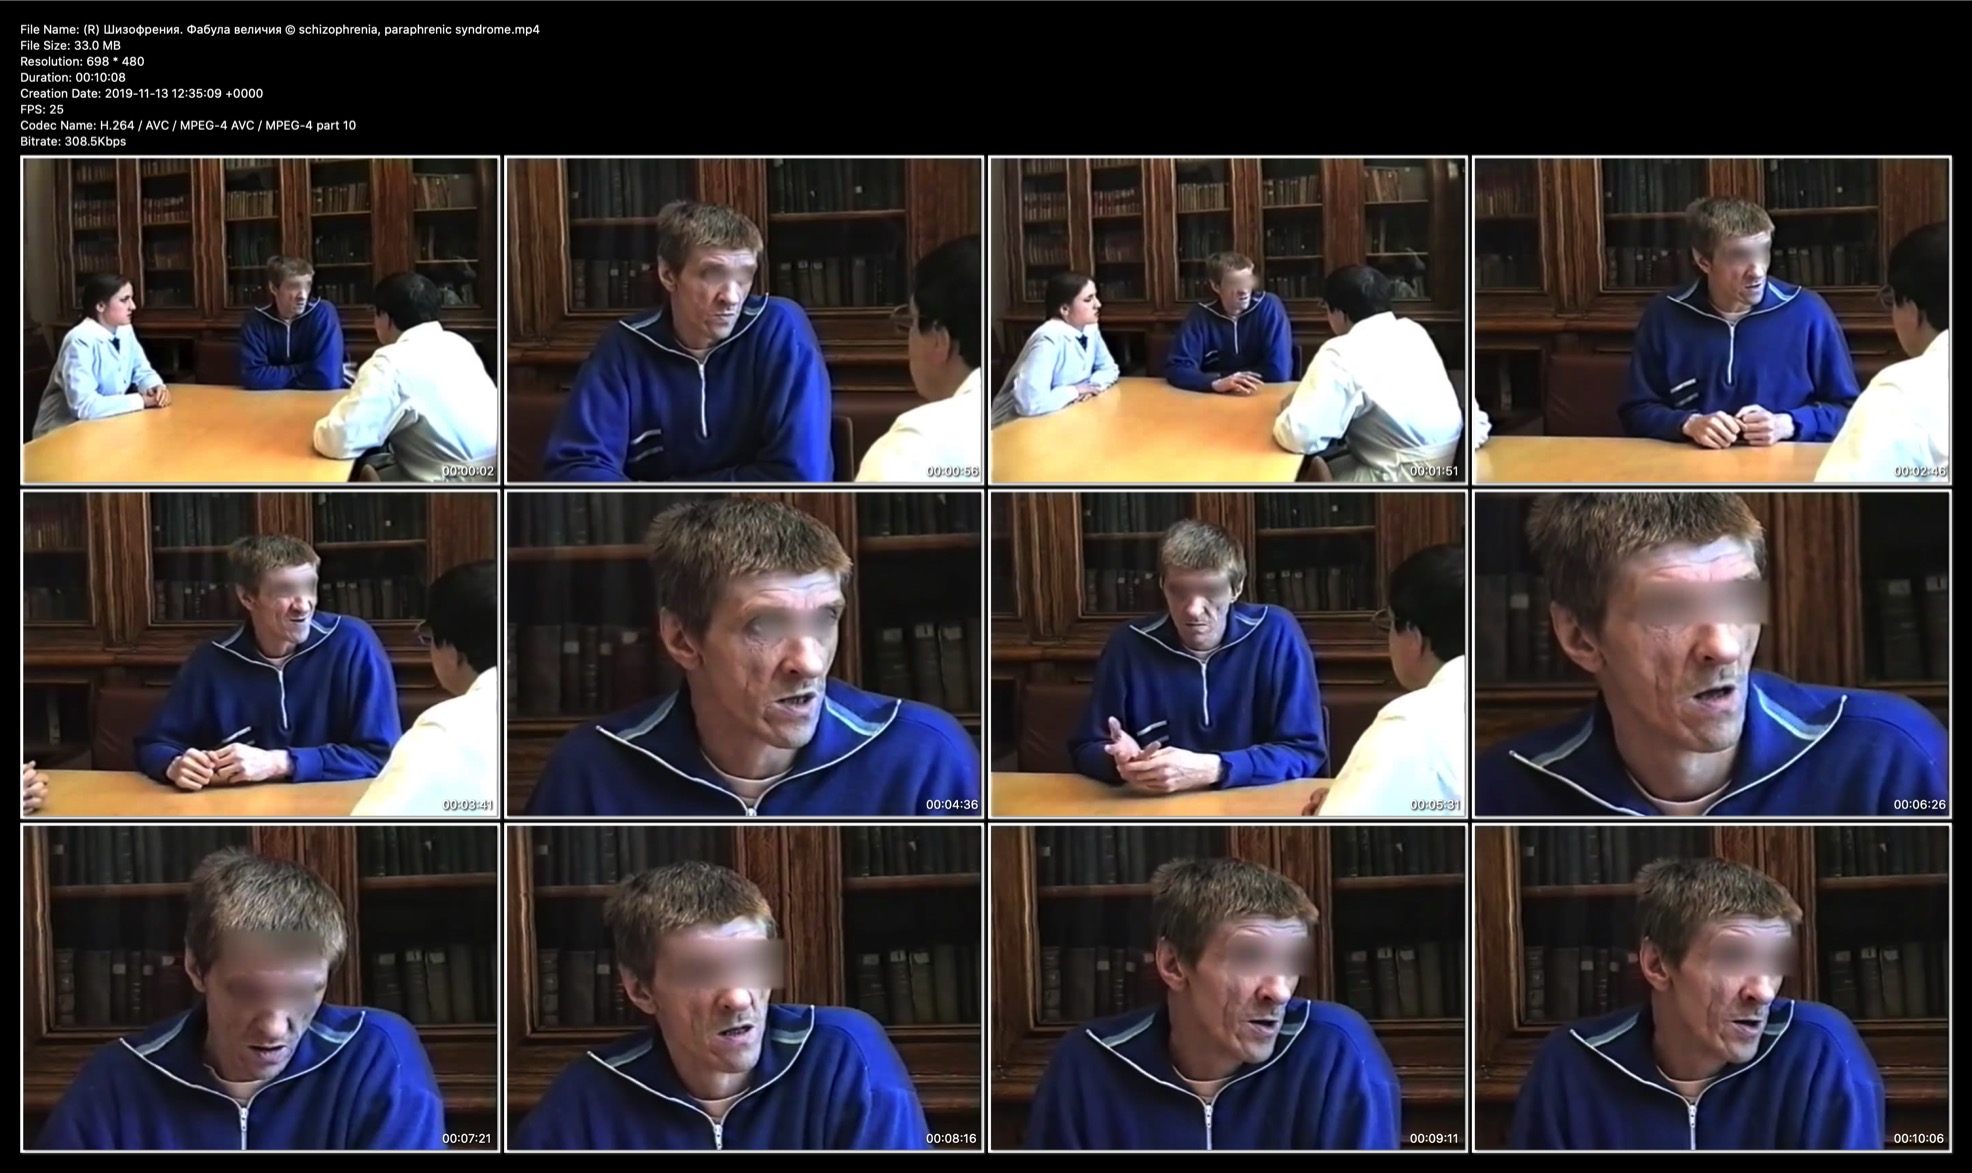 File Name: (R) Шизофрения. Фабула величия © schizophrenia, paraphrenic syndrome.mp4
File Size: 33.0 MB
Resolution: 698 * 480
Duration: 00:10:08
Creation Date: 2019-11-13 12:35:09 +0000
FPS: 25
Codec Name: H.264 / AVC / MPEG-4 AVC / MPEG-4 part 10
Bitrate: 308.5Kbps
00:00:02
00:00:56
00:01:51
00:02:46
00:03:41
00:04:36
00:05:31
00:06:26
00:07:21
00:08:16
00:09:11
00:10:06